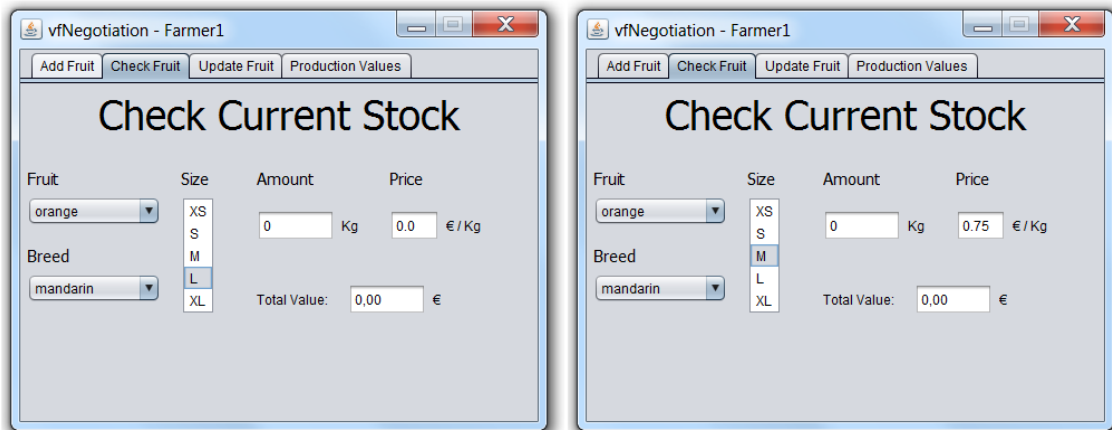 vfNegotiation - Farmer1
Add Fruit Check Fruit Update Fruit Production Values
Check Current Stock
Fruit Size Amount Price
orange
XS
S
M
L
XL
0 Kg 0.0 €/Kg
Breed
mandarin
Total Value: 0,00 €
vfNegotiation - Farmer1
Add Fruit Check Fruit Update Fruit Production Values
Check Current Stock
Fruit Size Amount Price
orange
XS
S
M
L
XL
0 Kg 0.75 €/Kg
Breed
mandarin
Total Value: 0,00 €